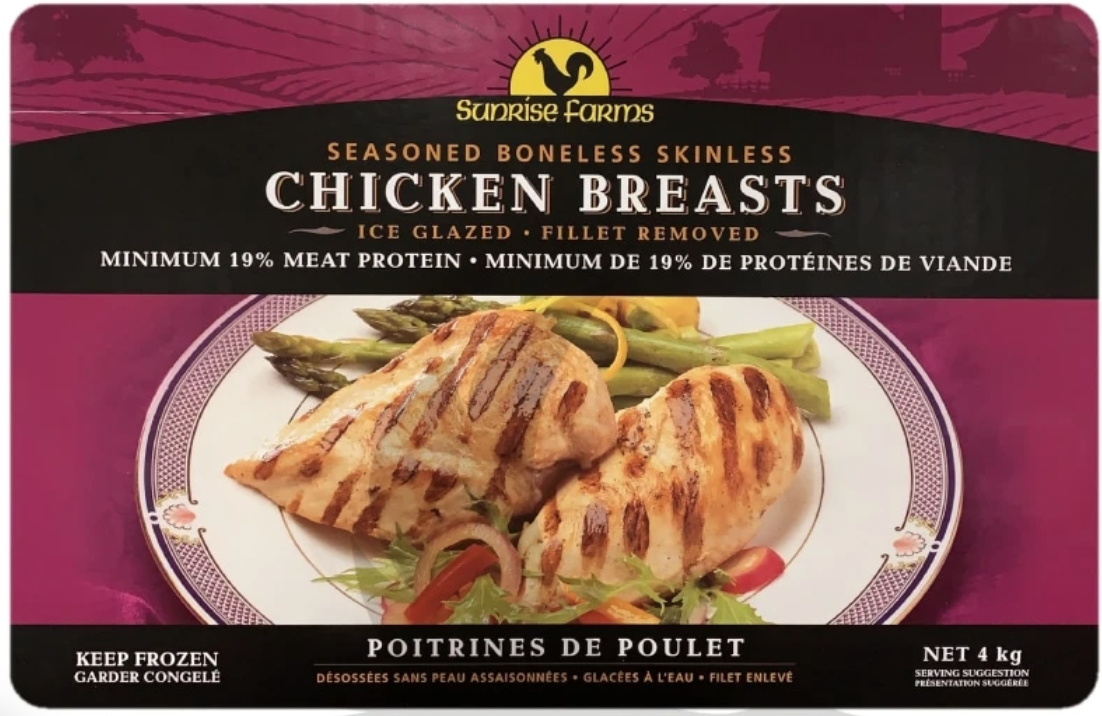 Sunrise Farms
SEASONED BONELESS SKINLESS
CHICKEN BREASTS
ICE GLAZED • FILLET REMOVED
MINIMUM 19% MEAT PROTEIN • MINIMUM DE 19% DE PROTÉINES DE VIANDE
POITRINES DE POULET
DÉSOSSÉES SANS PEAU ASSAISONNÉES • GLACÉES À L'EAU • FILET ENLEVÉ
KEEP FROZEN
GARDER CONGELÉ
NET 4 kg
SERVING SUGGESTION
PRÉSENTATION SUGGÉRÉE